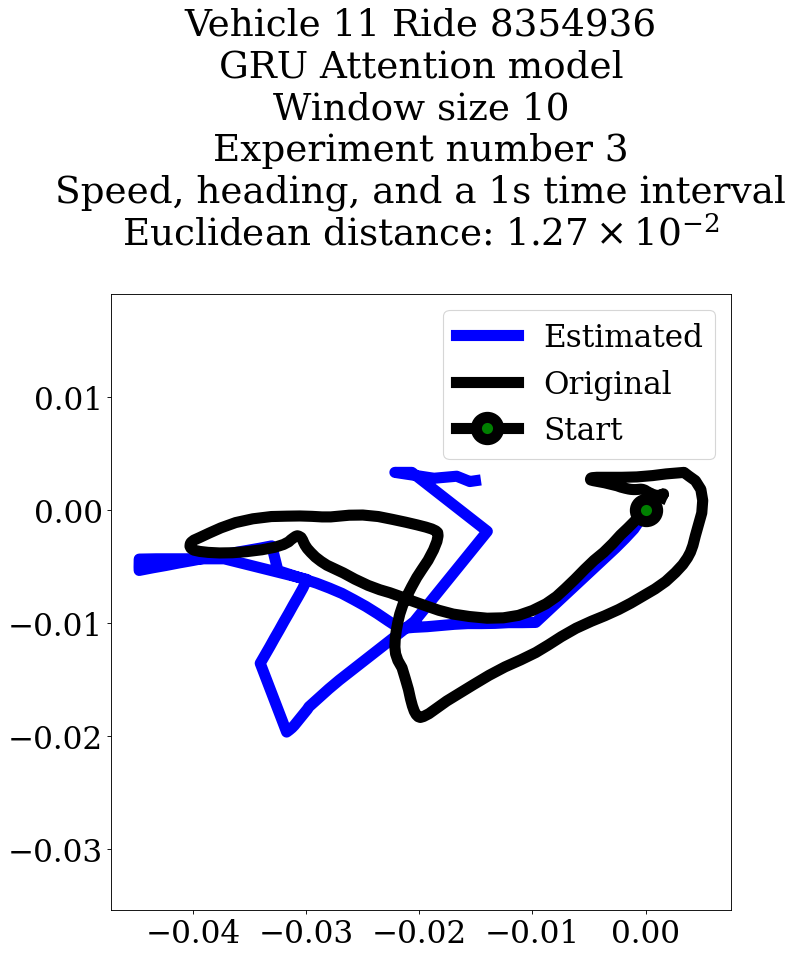 Vehicle 11 Ride 8354936
GRU Attention model
Window size 10
Experiment number 3
Speed, heading, and a 1s time interval
Euclidean distance: 1.27 × 10⁻²
Estimated
Original
Start
0.01
0.00
−0.01
−0.02
−0.03
−0.04 −0.03 −0.02 −0.01 0.00